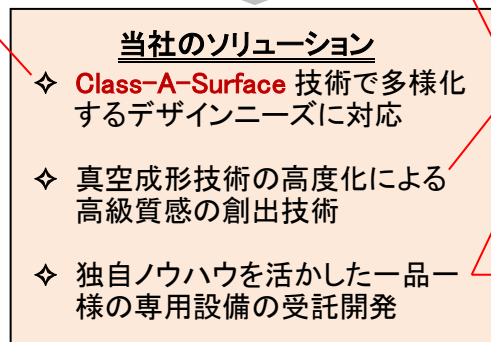 当社のソリューション
✧ Class-A-Surface 技術で多様化
するデザインニーズに対応
✧ 真空成形技術の高度化による
高級質感の創出技術
✧ 独自ノウハウを活かした一品一
様の専用設備の受託開発